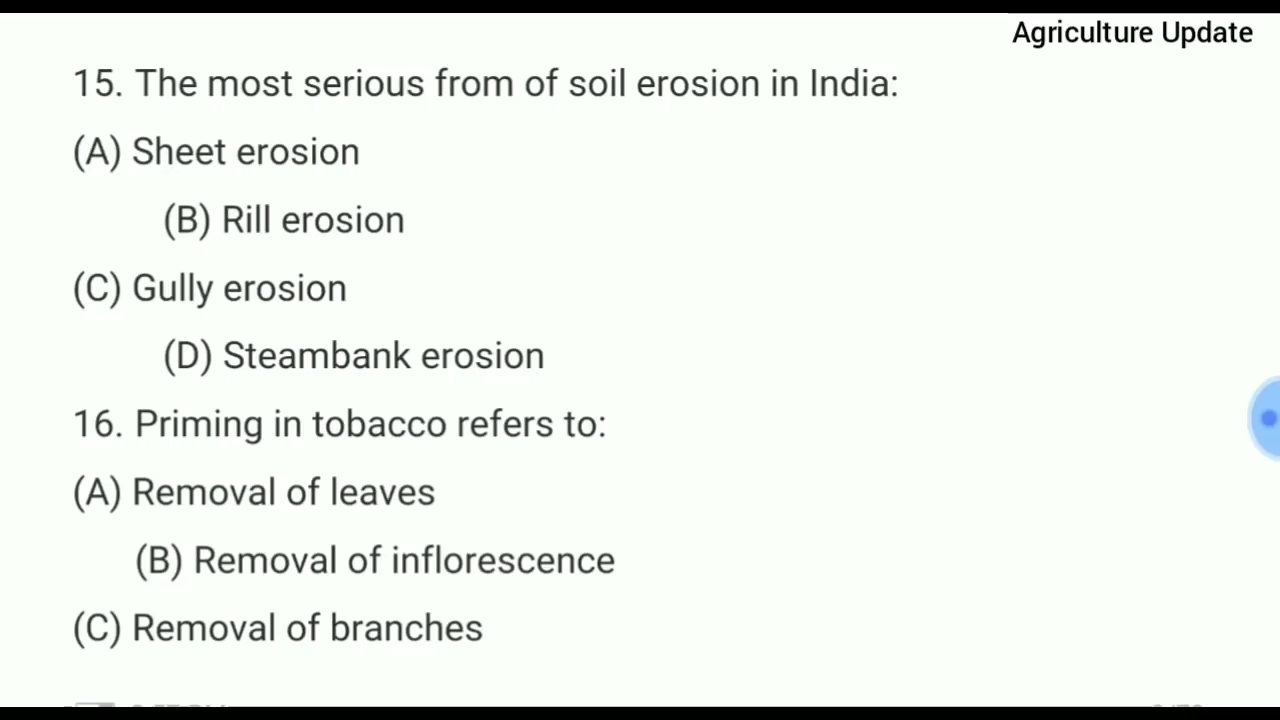 Agriculture Update
15. The most serious from of soil erosion in India:
(A) Sheet erosion
(B) Rill erosion
(C) Gully erosion
(D) Steambank erosion
16. Priming in tobacco refers to:
(A) Removal of leaves
(B) Removal of inflorescence
(C) Removal of branches